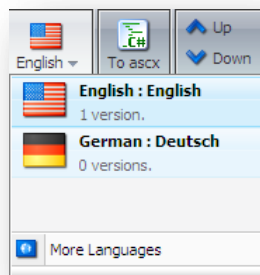 C#
Up
English
To ascx
Down
English : English
1 version.
German : Deutsch
0 versions.
More Languages